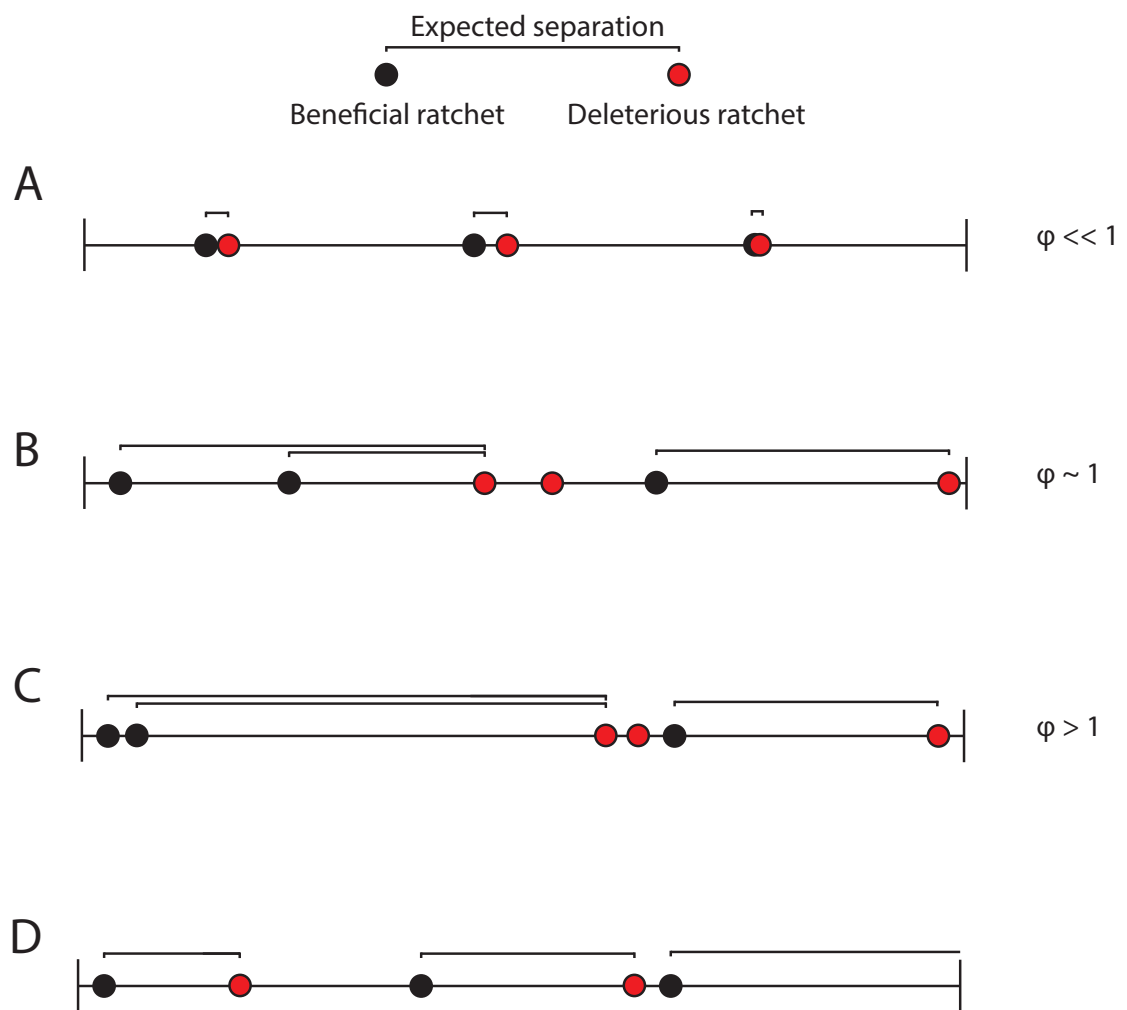 Expected separation
Beneficial ratchet Deleterious ratchet
A
φ << 1
B
φ ~ 1
C
φ > 1
D